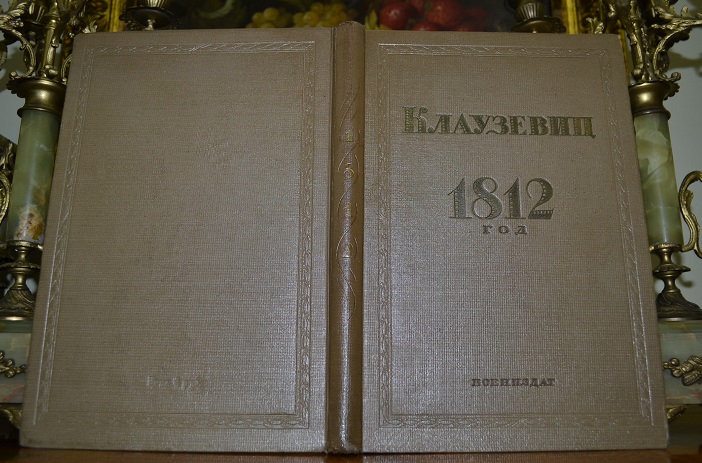 Клаузевиц
1812
год
Воениздат